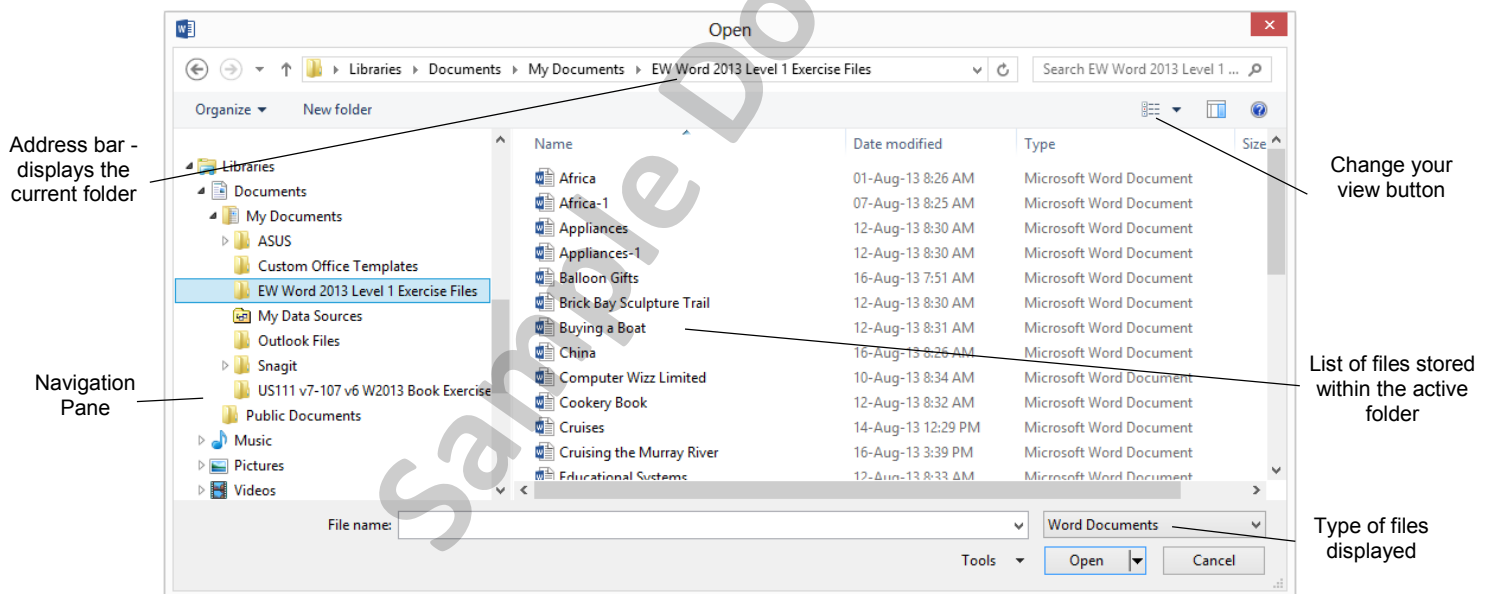 Open
Libraries Documents My Documents EW Word 2013 Level 1 Exercise Files Search EW Word 2013 Level 1 ...
Organize New folder
Address bar -
displays the
current folder
Change your
view button
Navigation
Pane
List of files stored
within the active
folder
Type of files
displayed
Libraries
Documents
My Documents
ASUS
Custom Office Templates
EW Word 2013 Level 1 Exercise Files
My Data Sources
Outlook Files
Snagit
US111 v7-107 v6 W2013 Book Exercise
Public Documents
Music
Pictures
Videos
Name Date modified Type Size
Africa 01-Aug-13 8:26 AM Microsoft Word Document
Africa-1 07-Aug-13 8:25 AM Microsoft Word Document
Appliances 12-Aug-13 8:30 AM Microsoft Word Document
Appliances-1 12-Aug-13 8:30 AM Microsoft Word Document
Balloon Gifts 16-Aug-13 7:51 AM Microsoft Word Document
Brick Bay Sculpture Trail 12-Aug-13 8:30 AM Microsoft Word Document
Buying a Boat 12-Aug-13 8:31 AM Microsoft Word Document
China 16-Aug-13 8:26 AM Microsoft Word Document
Computer Wizz Limited 10-Aug-13 8:34 AM Microsoft Word Document
Cookery Book 12-Aug-13 8:32 AM Microsoft Word Document
Cruises 14-Aug-13 12:29 PM Microsoft Word Document
Cruising the Murray River 16-Aug-13 3:39 PM Microsoft Word Document
Educational Systems 12-Aug-13 8:33 AM Microsoft Word Document
File name: Word Documents
Tools Open Cancel
Sample Do